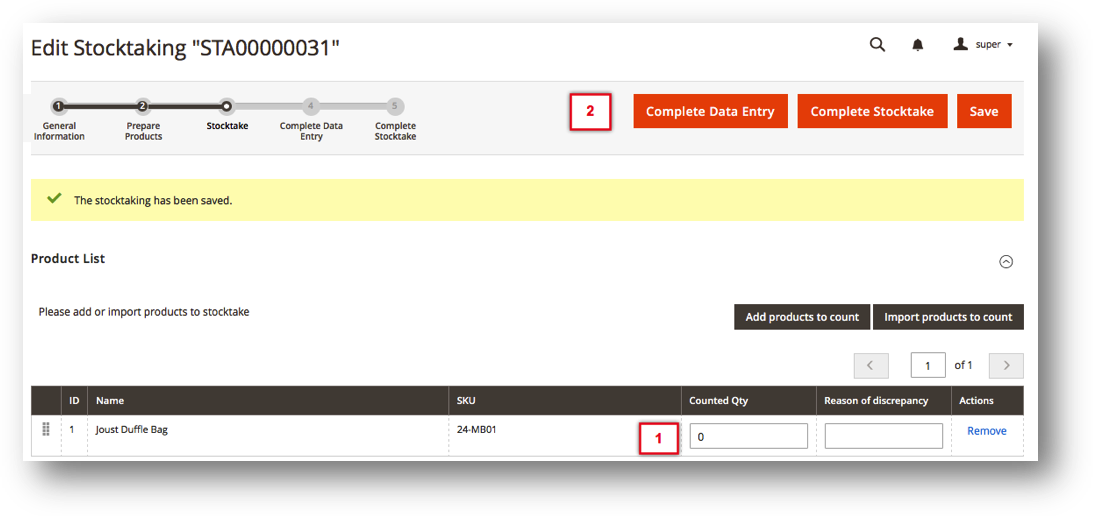 Edit Stocktaking "STA00000031"
super
1 2 4 5
General Information
Prepare Products
Stocktake
Complete Data Entry
Complete Stocktake
2
Complete Data Entry
Complete Stocktake
Save
The stocktaking has been saved.
Product List
Please add or import products to stocktake
Add products to count
Import products to count
1 of 1
ID Name SKU Counted Qty Reason of discrepancy Actions
1 Joust Duffle Bag 24-MB01 1 0 Remove